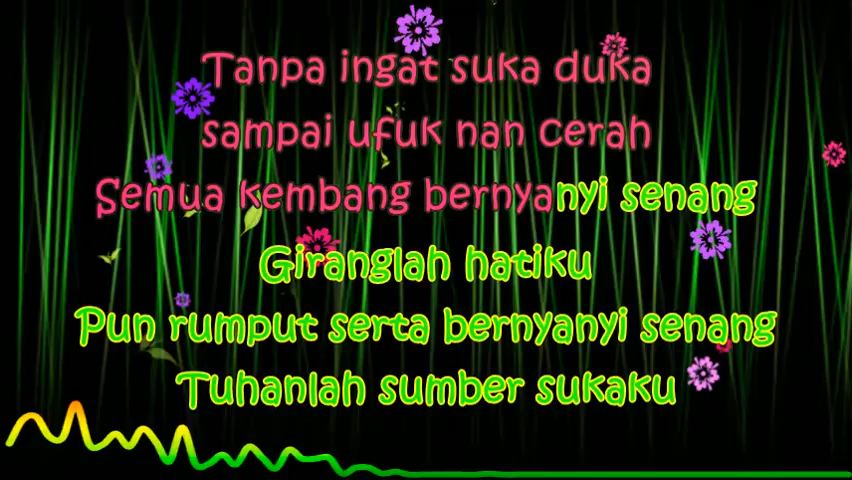 Tanpa ingat suka duka
sampai ufuk nan cerah
Semua kembang bernyanyi senang
Giranglah hatiku
Pun rumput serta bernyanyi senang
Tuhanlah sumber sukaku